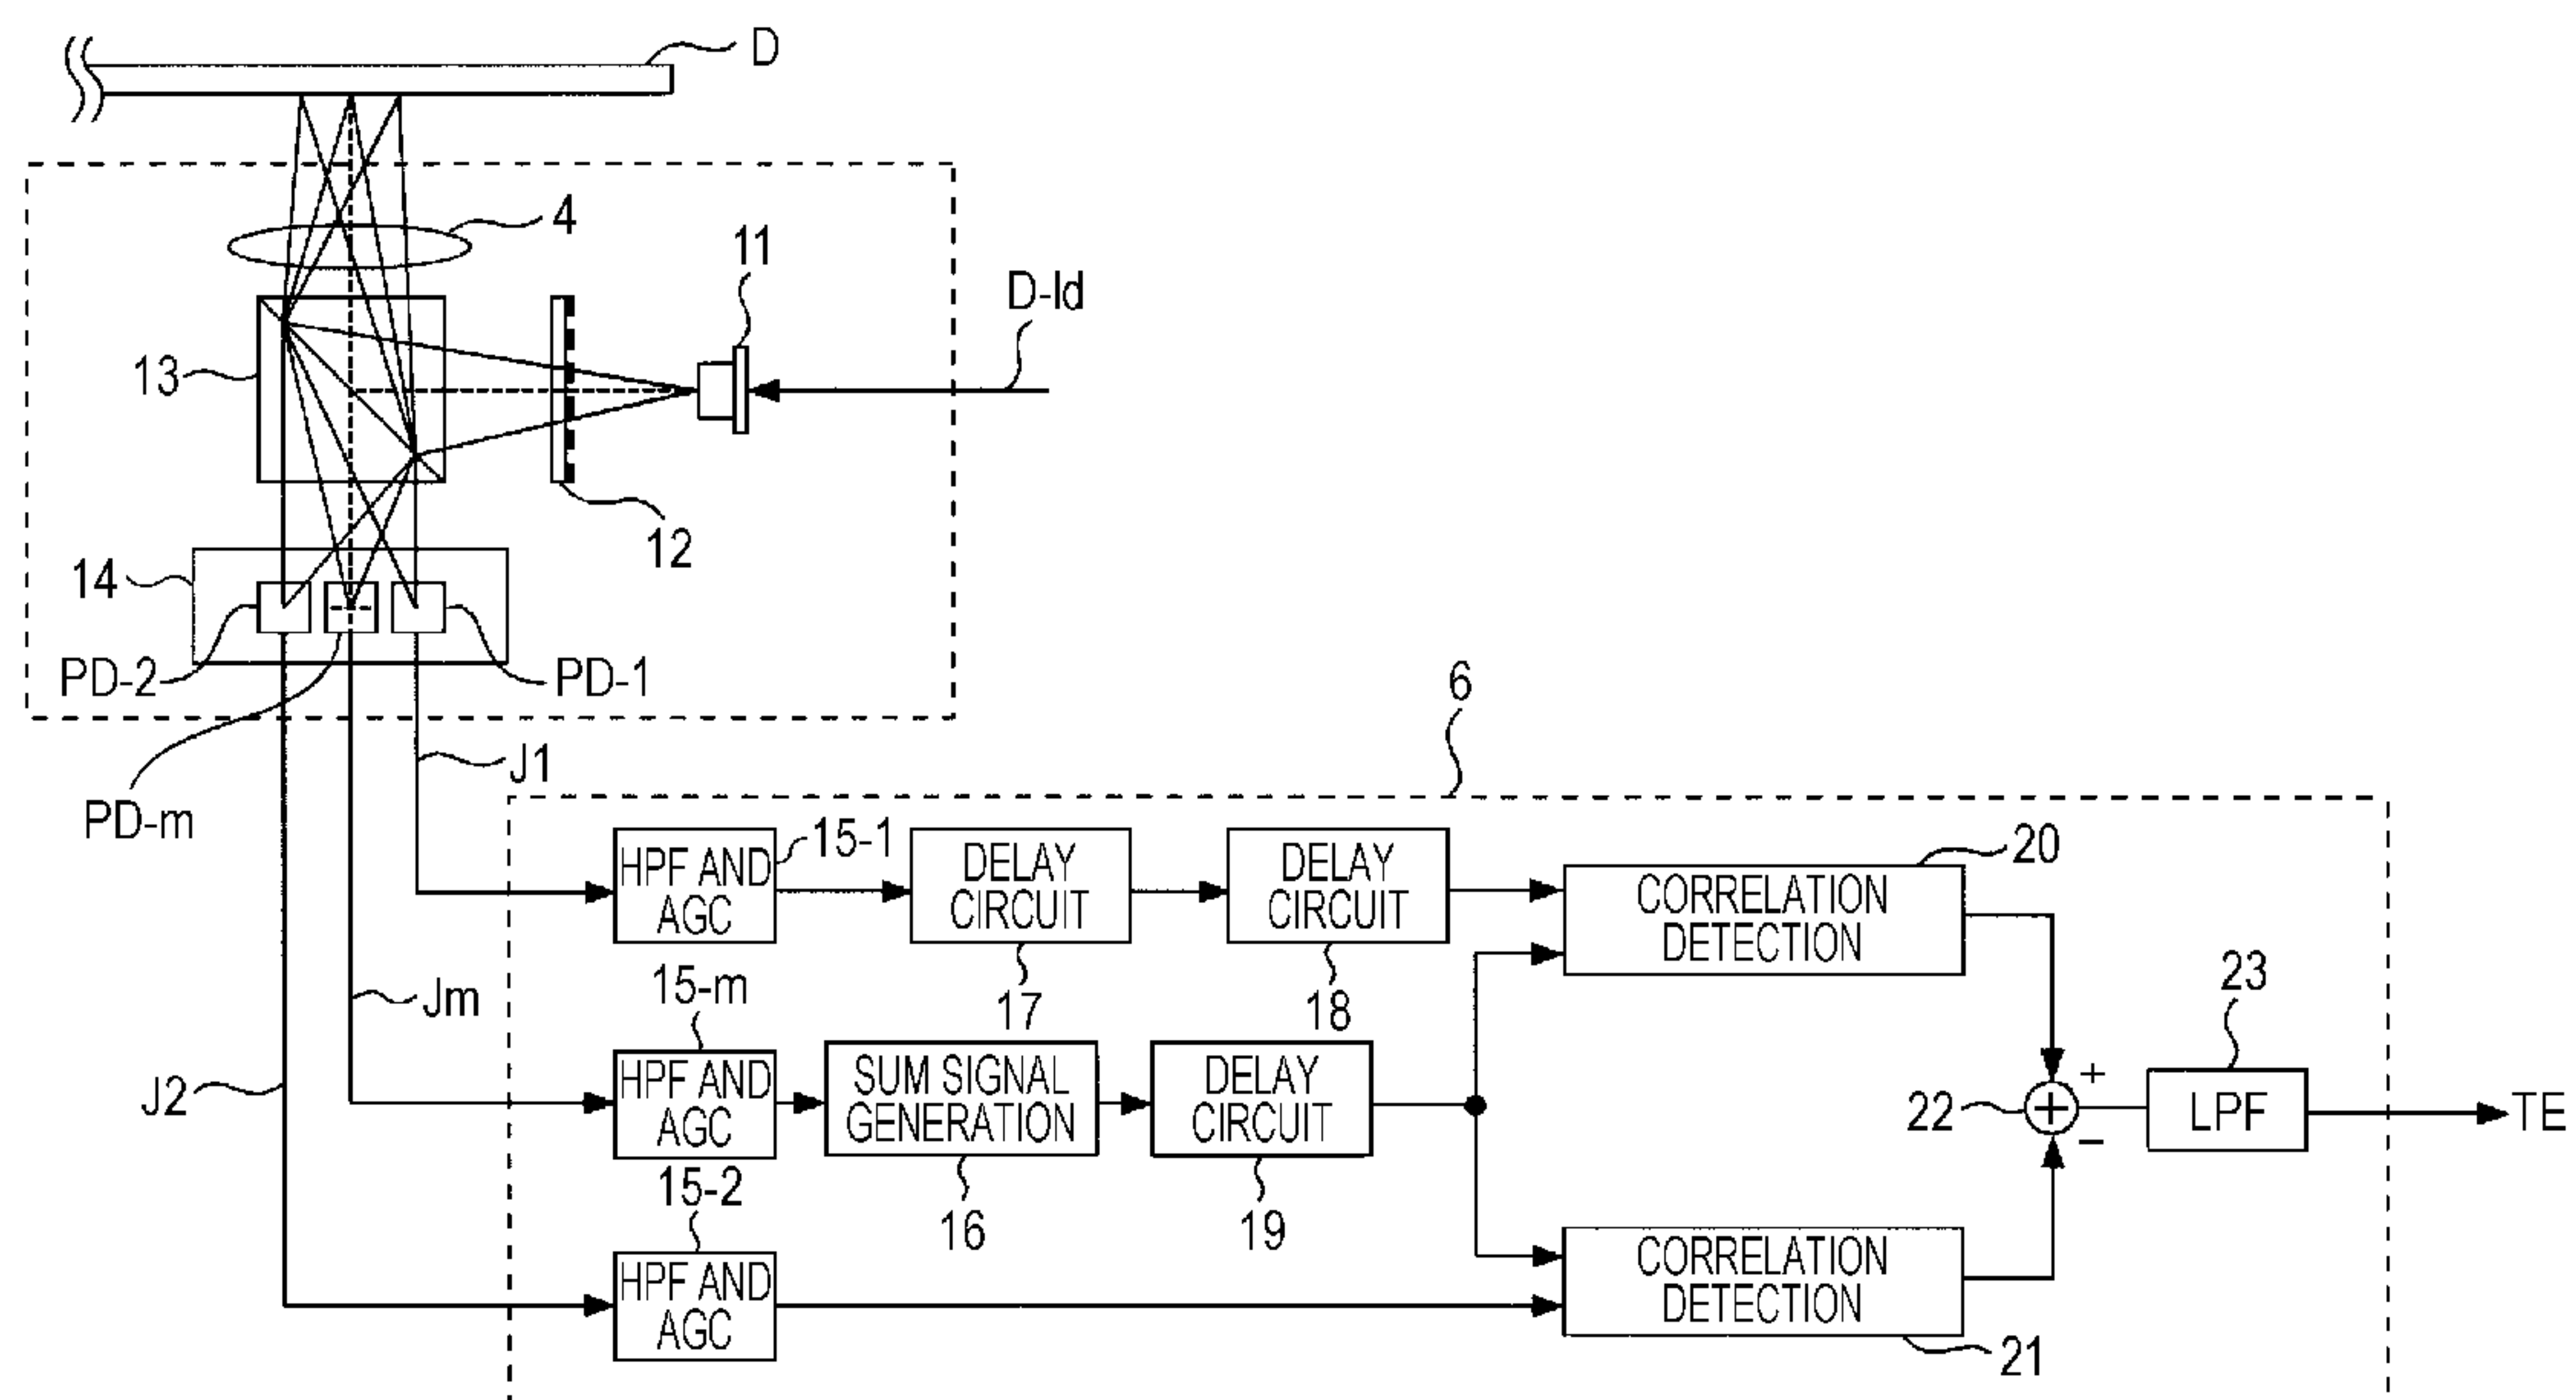 D
4
11
D-ld
13
12
14
PD-2
PD-1
PD-m
J1
6
15-1
HPF AND
AGC
DELAY
CIRCUIT
17
DELAY
CIRCUIT
18
CORRELATION
DETECTION
20
Jm
15-m
HPF AND
AGC
SUM SIGNAL
GENERATION
16
DELAY
CIRCUIT
19
22
+
+
−
23
LPF
TE
J2
15-2
HPF AND
AGC
CORRELATION
DETECTION
21